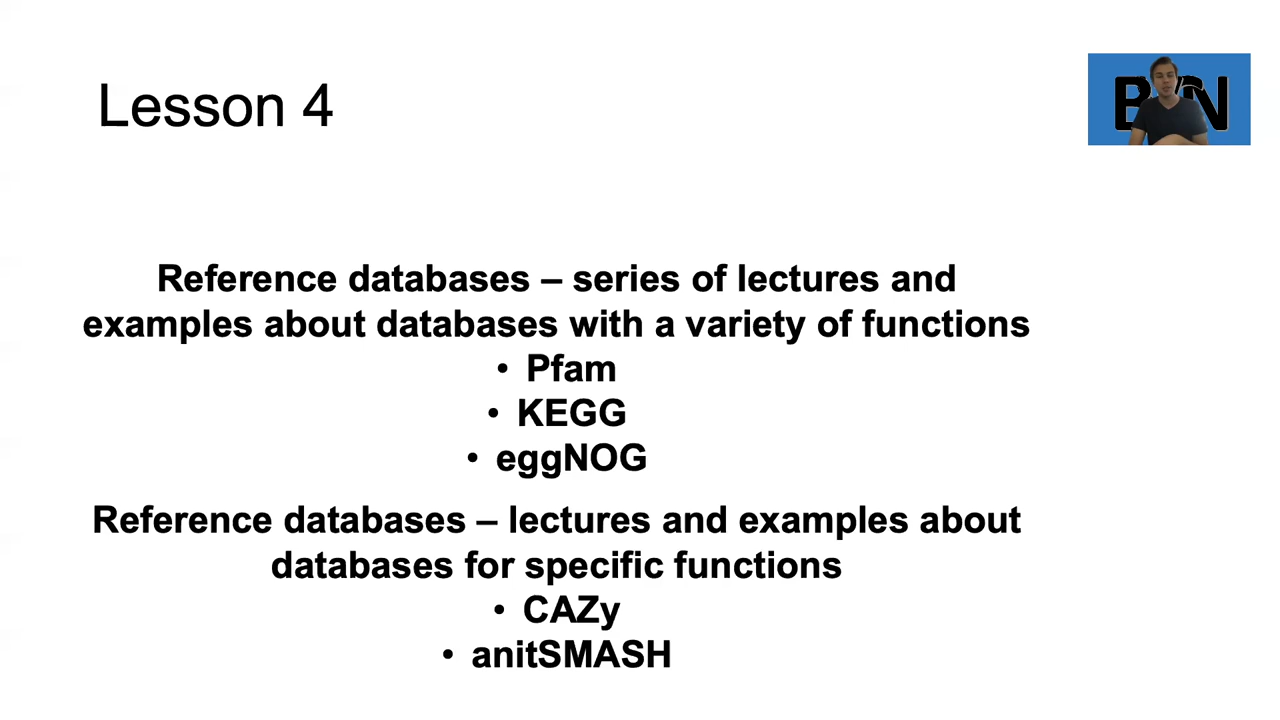 Lesson 4
Reference databases – series of lectures and
examples about databases with a variety of functions
• Pfam
• KEGG
• eggNOG
Reference databases – lectures and examples about
databases for specific functions
• CAZy
• anitSMASH